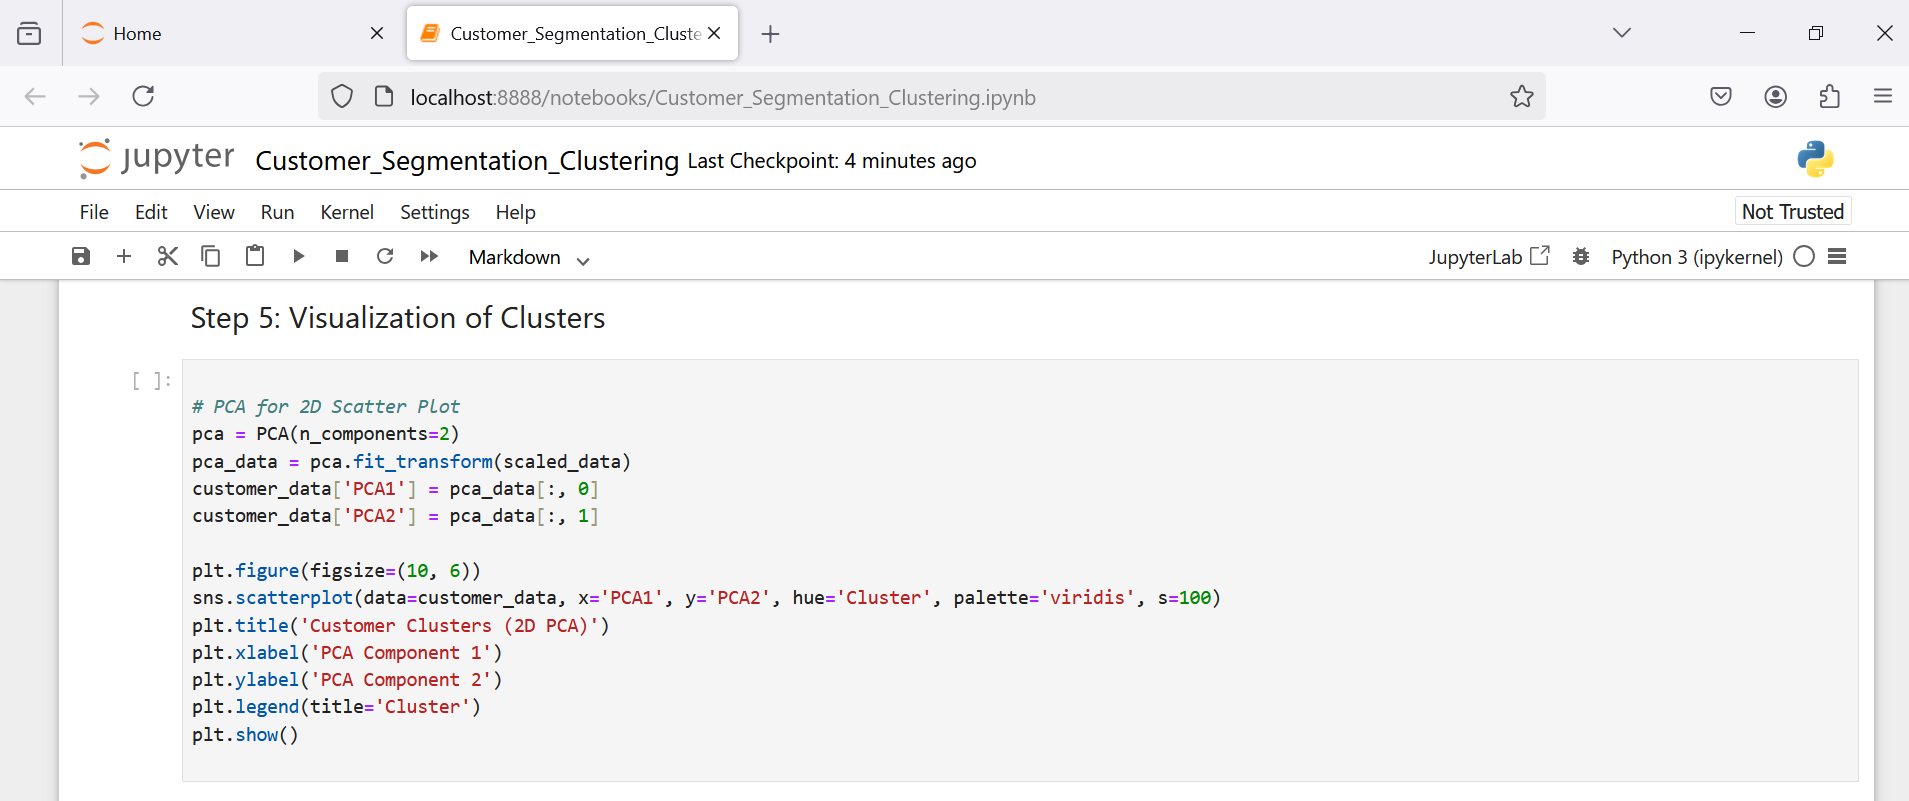 Home
Customer_Segmentation_Cluste
localhost:8888/notebooks/Customer_Segmentation_Clustering.ipynb
jupyter Customer_Segmentation_Clustering Last Checkpoint: 4 minutes ago
File Edit View Run Kernel Settings Help Not Trusted
Markdown JupyterLab Python 3 (ipykernel)
Step 5: Visualization of Clusters
[ ]:
# PCA for 2D Scatter Plot
pca = PCA(n_components=2)
pca_data = pca.fit_transform(scaled_data)
customer_data['PCA1'] = pca_data[:, 0]
customer_data['PCA2'] = pca_data[:, 1]
plt.figure(figsize=(10, 6))
sns.scatterplot(data=customer_data, x='PCA1', y='PCA2', hue='Cluster', palette='viridis', s=100)
plt.title('Customer Clusters (2D PCA)')
plt.xlabel('PCA Component 1')
plt.ylabel('PCA Component 2')
plt.legend(title='Cluster')
plt.show()